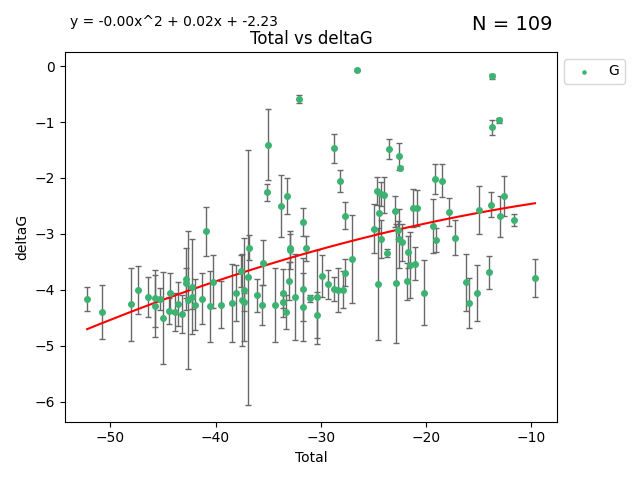 y = -0.00x^2 + 0.02x + -2.23
N = 109
Total vs deltaG
G
deltaG
0
−1
−2
−3
−4
−5
−6
−50
−40
−30
−20
−10
Total